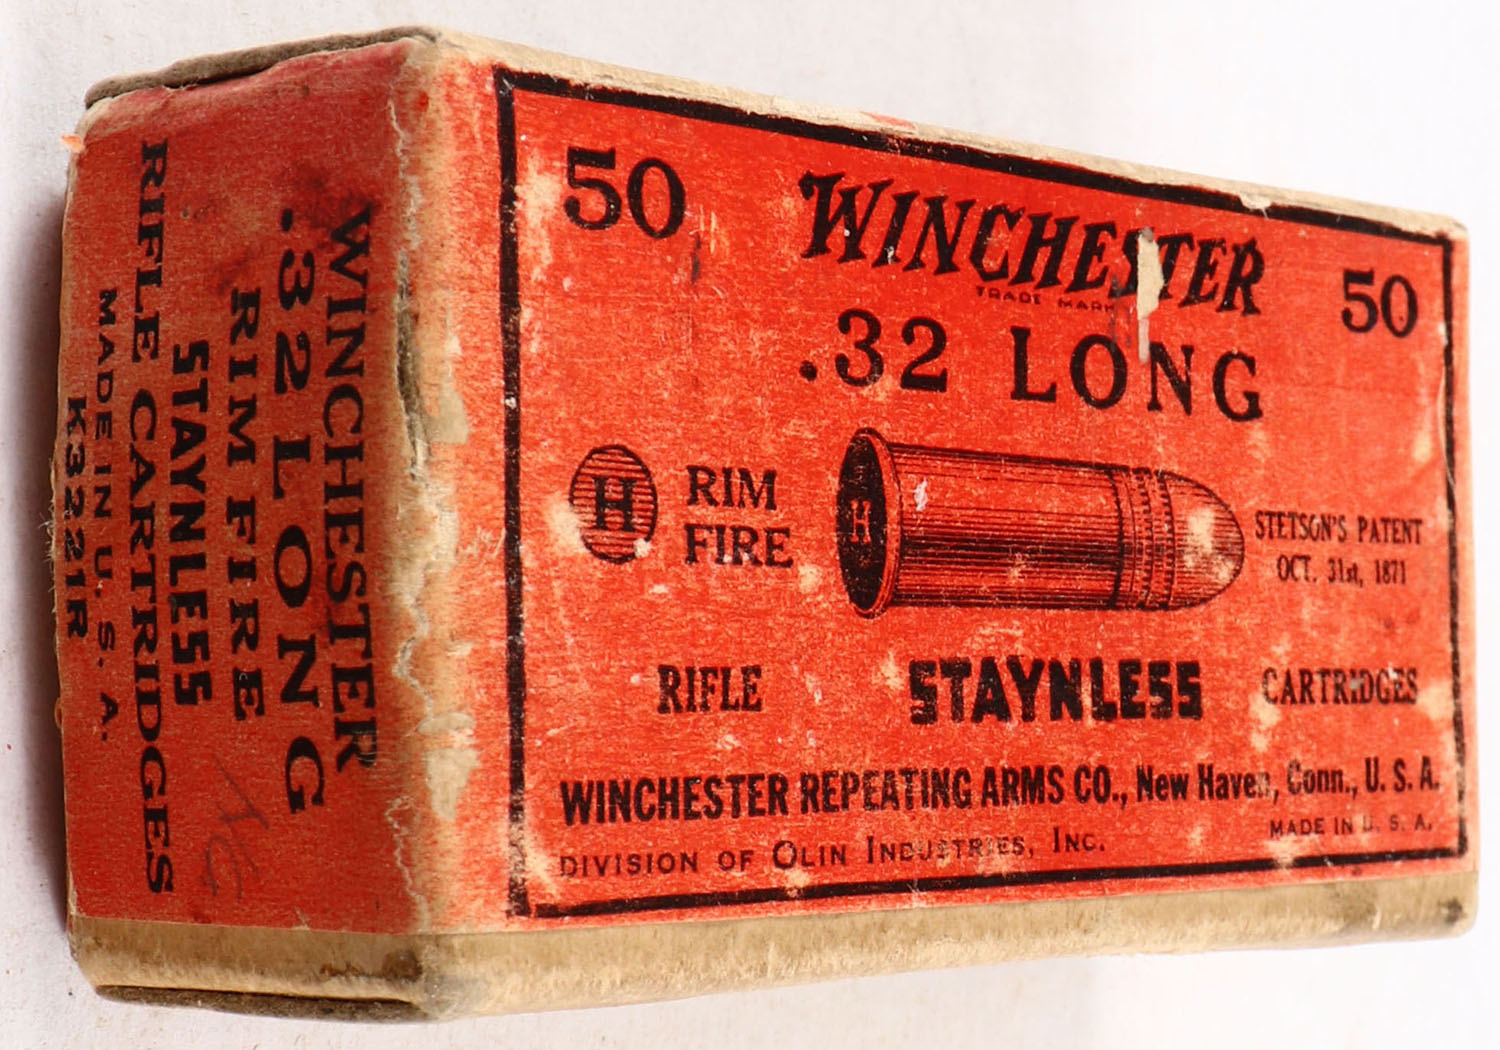 50 WINCHESTER 50
TRADE MARK
.32 LONG
H RIM
FIRE
H
STETSON'S PATENT
OCT. 31st, 1871
RIFLE STAYNLESS CARTRIDGES
WINCHESTER REPEATING ARMS CO., New Haven, Conn., U. S. A.
DIVISION OF OLIN INDUSTRIES, INC.
MADE IN U. S. A.
WINCHESTER
.32 LONG
RIM FIRE
STAYNLESS
RIFLE CARTRIDGES
MADE IN U. S. A.
K3221R